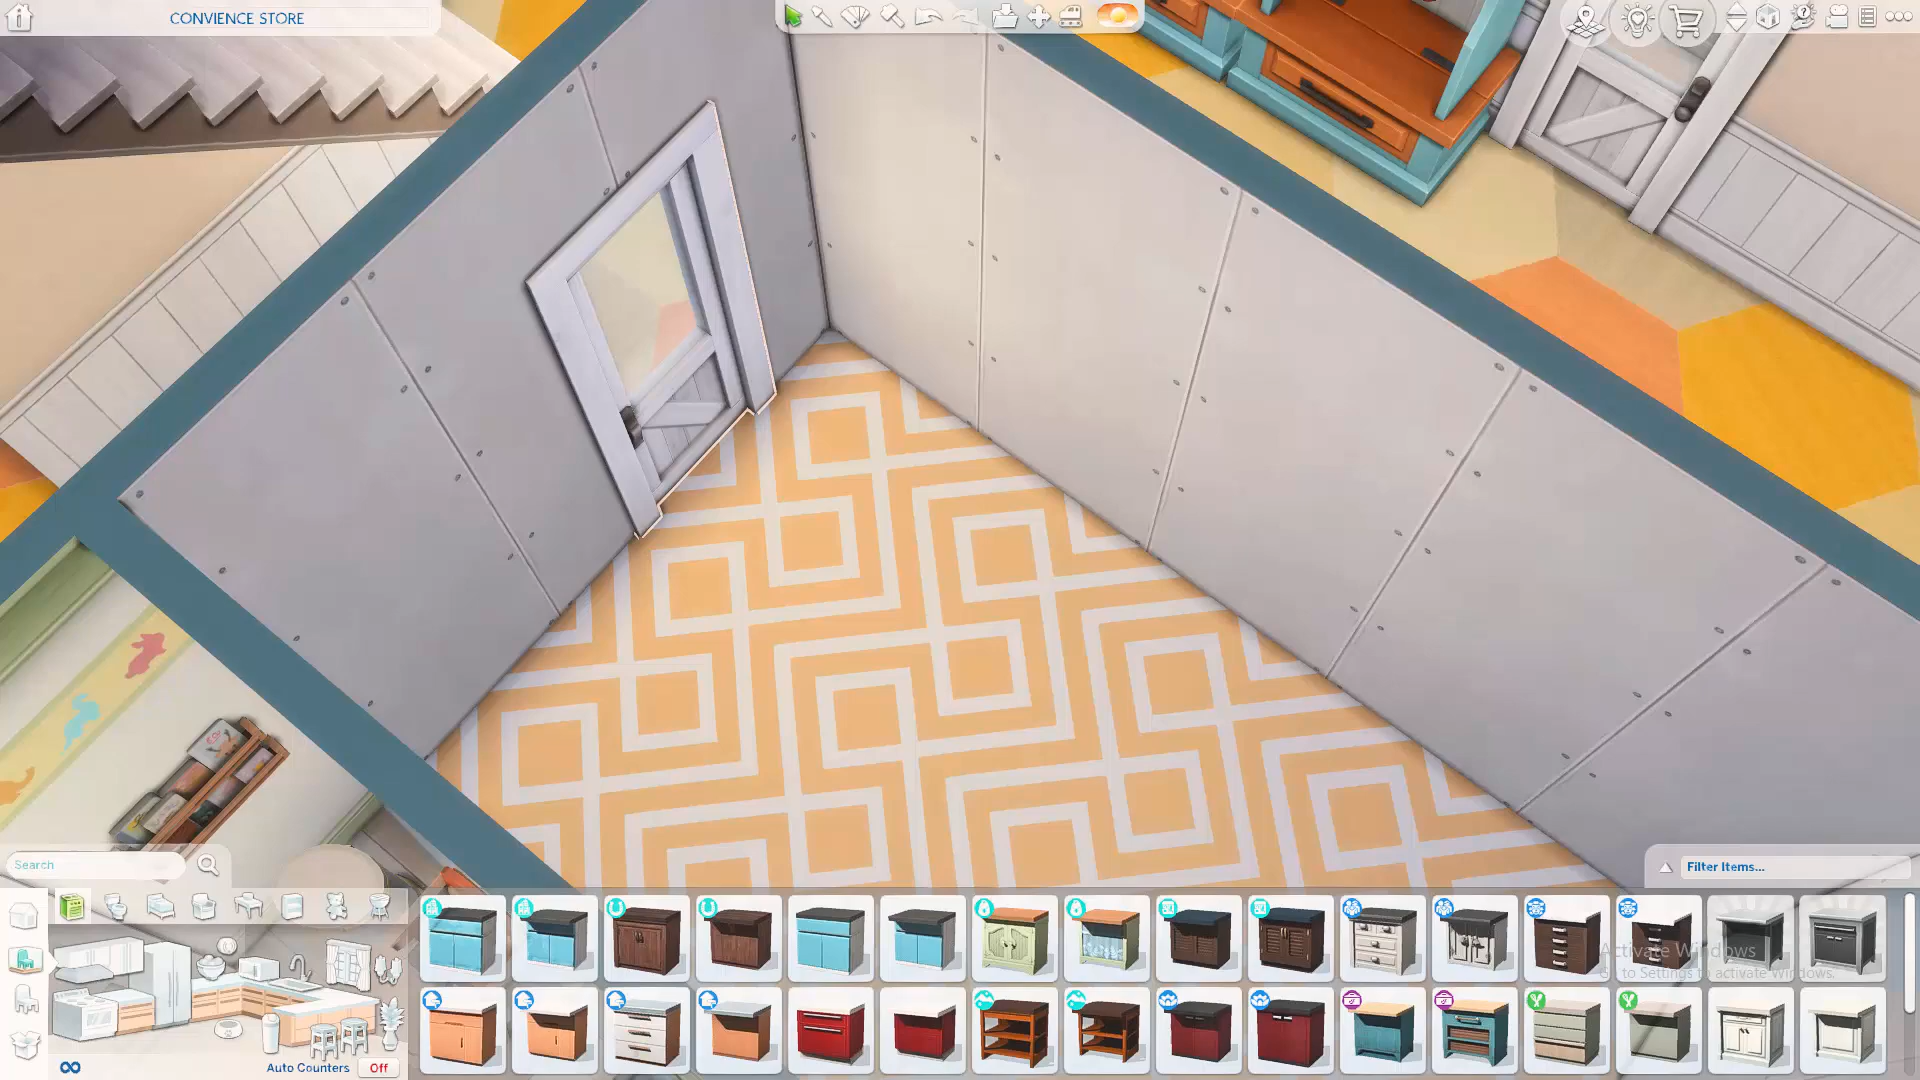 CONVIENCE STORE
Search
Filter Items...
Activate Windows
Go to Settings to activate Windows.
Auto Counters
Off